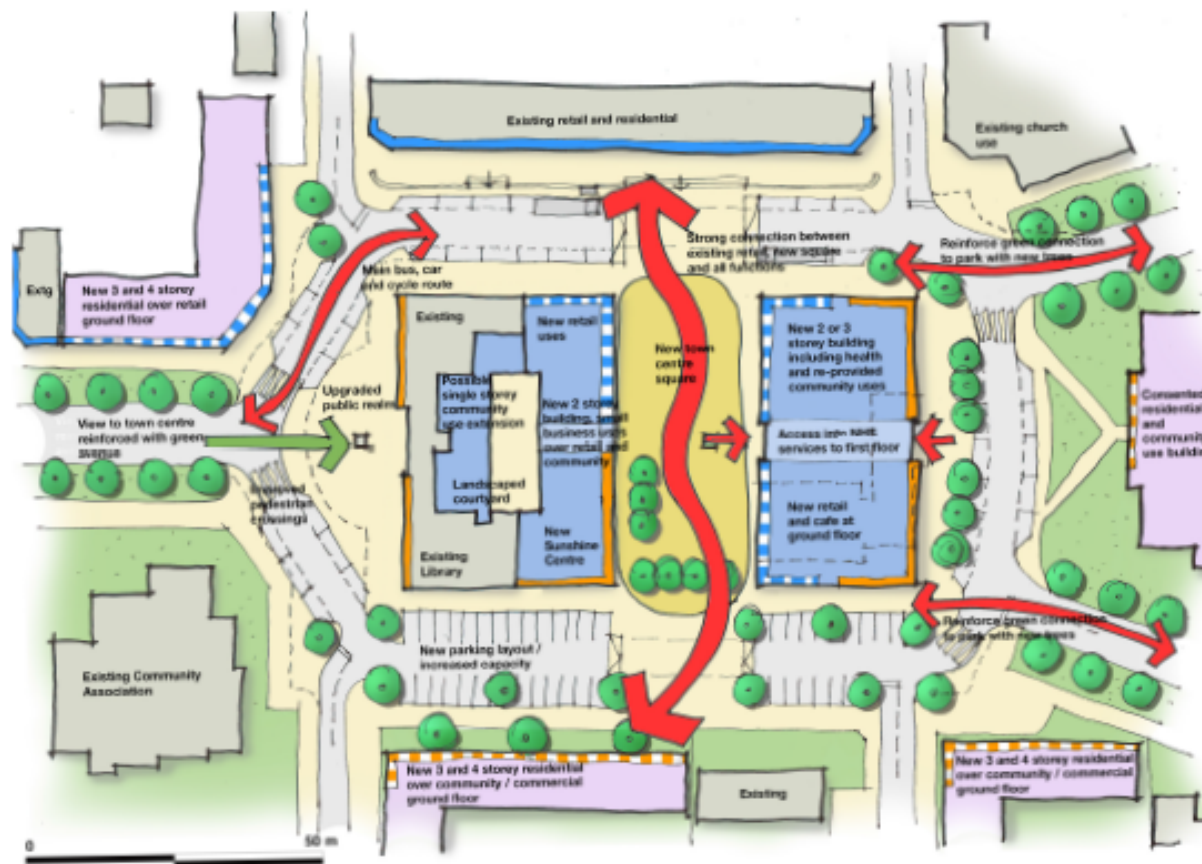 Existing retail and residential
Existing church
use
Strong connection between
existing retail, new square
and all functions
Reinforce green connection
to park with new trees
Main bus, car
and cycle route
Extg
New 3 and 4 storey
residential over retail
ground floor
Existing
New retail
uses
New 2 or 3
storey building
including health
and re-provided
community uses
New town
centre
square
Possible
single storey
community
use extension
Upgraded
public realm
New 2 storey
building, small
business uses
over retail and
community
Consented
residential
and
community
use building
View to town centre
reinforced with green
avenue
Access into NHS
services to first floor
Improved
pedestrian
crossings
Landscaped
courtyard
New retail
and cafe at
ground floor
New
Sunshine
Centre
Existing
Library
Reinforce green connection
to park with new trees
New parking layout /
increased capacity
Existing Community
Association
New 3 and 4 storey residential
over community / commercial
ground floor
Existing
New 3 and 4 storey residential
over community / commercial
ground floor
0
50 m